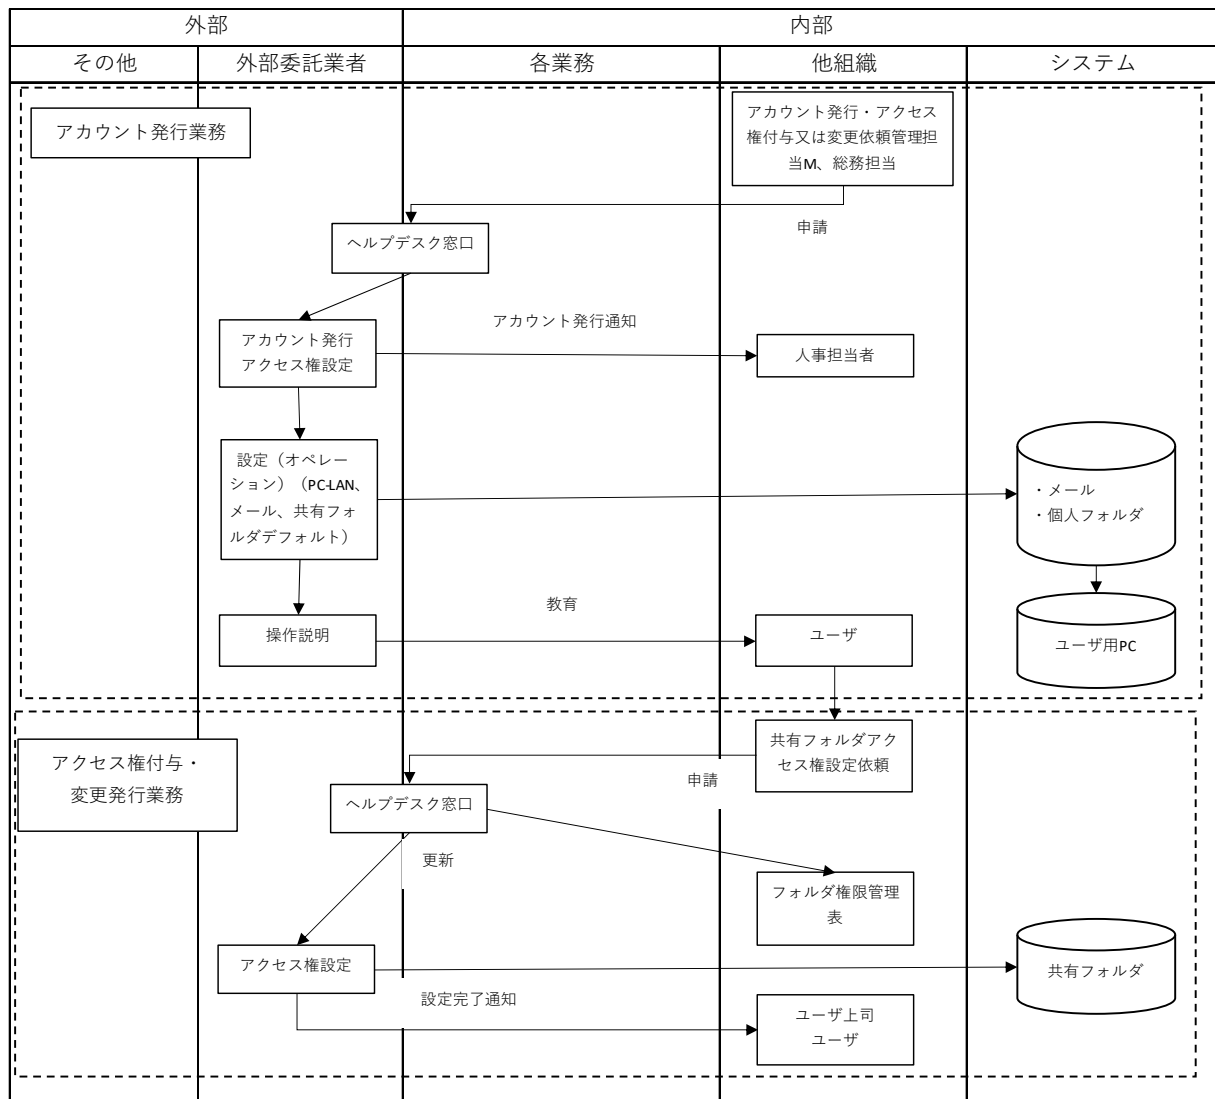 外部
内部
その他
外部委託業者
各業務
他組織
システム
アカウント発行業務
アカウント発行・アクセス
権付与又は変更依頼管理担
当M、総務担当
申請
ヘルプデスク窓口
アカウント発行通知
アカウント発行
アクセス権設定
人事担当者
設定（オペレー
ション）（PC-LAN、
メール、共有フォ
ルダデフォルト）
・メール
・個人フォルダ
教育
操作説明
ユーザ
ユーザ用PC
アクセス権付与・
変更発行業務
共有フォルダアク
セス権設定依頼
申請
ヘルプデスク窓口
更新
フォルダ権限管理
表
アクセス権設定
共有フォルダ
設定完了通知
ユーザ上司
ユーザ